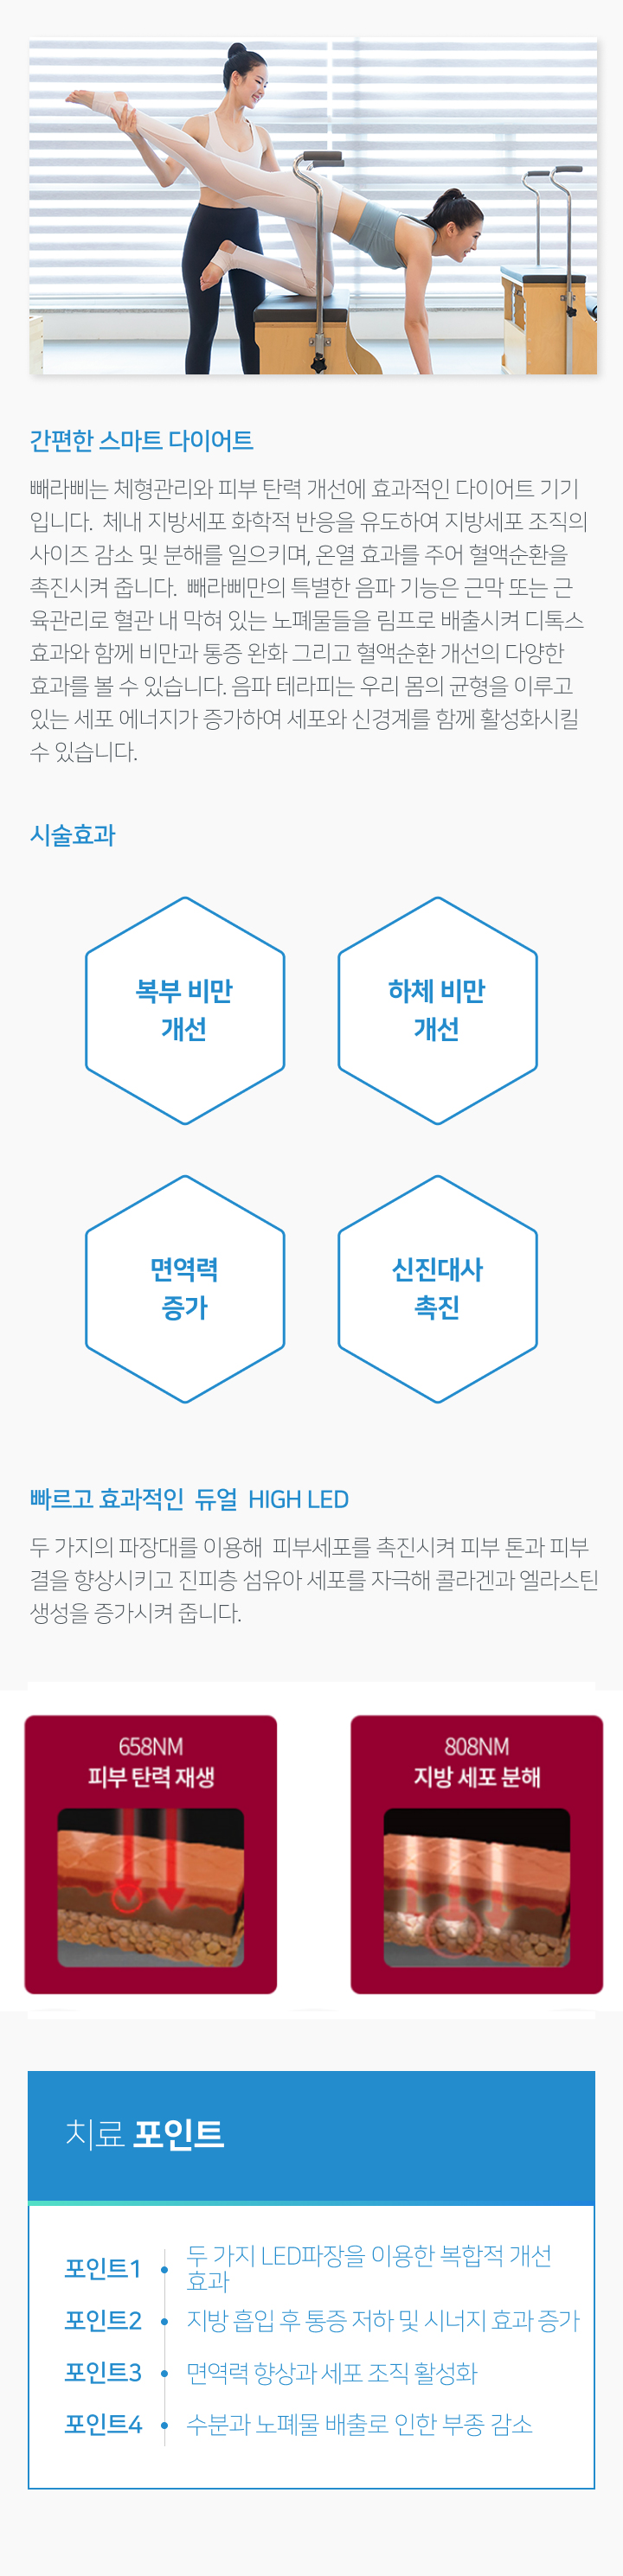 간편한 스마트 다이어트
빼라삐는 체형관리와 피부 탄력 개선에 효과적인 다이어트 기기
입니다. 체내 지방세포 화학적 반응을 유도하여 지방세포 조직의
사이즈 감소 및 분해를 일으키며, 온열 효과를 주어 혈액순환을
촉진시켜 줍니다. 빼라삐만의 특별한 음파 기능은 근막 또는 근
육관리로 혈관 내 막혀 있는 노폐물들을 림프로 배출시켜 디톡스
효과와 함께 비만과 통증 완화 그리고 혈액순환 개선의 다양한
효과를 볼 수 있습니다. 음파 테라피는 우리 몸의 균형을 이루고
있는 세포 에너지가 증가하여 세포와 신경계를 함께 활성화시킬
수 있습니다.
시술효과
복부 비만
개선
하체 비만
개선
면역력
증가
신진대사
촉진
빠르고 효과적인 듀얼 HIGH LED
두 가지의 파장대를 이용해 피부세포를 촉진시켜 피부 톤과 피부
결을 향상시키고 진피층 섬유아 세포를 자극해 콜라겐과 엘라스틴
생성을 증가시켜 줍니다.
658NM
피부 탄력 재생
808NM
지방 세포 분해
치료 포인트
포인트1 • 두 가지 LED파장을 이용한 복합적 개선
효과
포인트2 • 지방 흡입 후 통증 저하 및 시너지 효과 증가
포인트3 • 면역력 향상과 세포 조직 활성화
포인트4 • 수분과 노폐물 배출로 인한 부종 감소